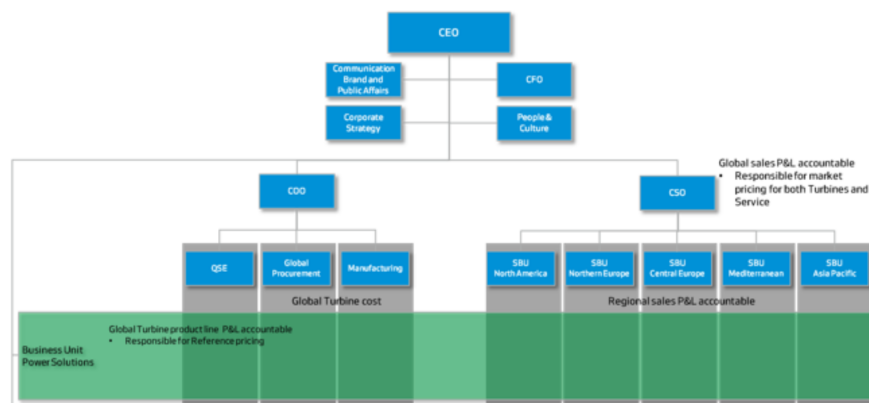 CEO
Communication
Brand and
Public Affairs
CFO
Corporate
Strategy
People &
Culture
Global sales P&L accountable
• Responsible for market
pricing for both Turbines and
Service
COO
CSO
QSE
Global
Procurement
Manufacturing
SBU
North America
SBU
Northern Europe
SBU
Central Europe
SBU
Mediterranean
SBU
Asia Pacific
Global Turbine cost
Regional sales P&L accountable
Global Turbine product line P&L accountable
• Responsible for Reference pricing
Business Unit
Power Solutions